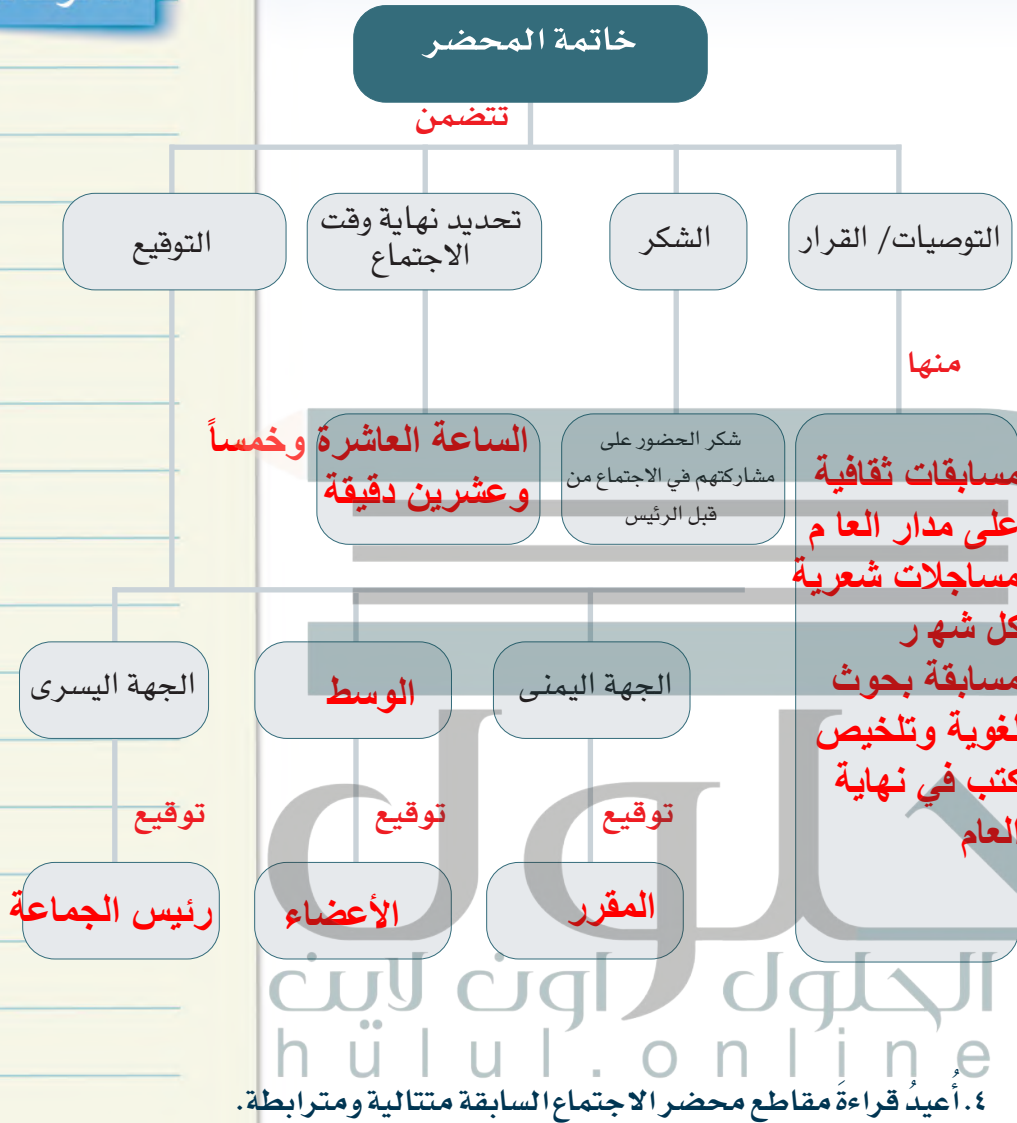 خاتمة المحضر
تتضمن
التوصيات/ القرار
الشكر
تحديد نهاية وقت
الاجتماع
التوقيع
منها
مسابقات ثقافية
على مدار العا م
مساجلات شعرية
كل شه ر
مسابقة بحوث
لغوية وتلخيص
كتب في نهاية
العام
شكر الحضور على
مشاركتهم في الاجتماع من
قبل الرئيس
الساعة العاشرة وخمساً
وعشرين دقيقة
الجهة اليمنى
الوسط
الجهة اليسرى
توقيع
توقيع
توقيع
المقرر
الأعضاء
رئيس الجماعة
حلول
الحلول اون لاين
hülul.online
٤. أُعيدُ قراءةَ مقاطع محضر الاجتماع السابقة متتالية ومترابطة.